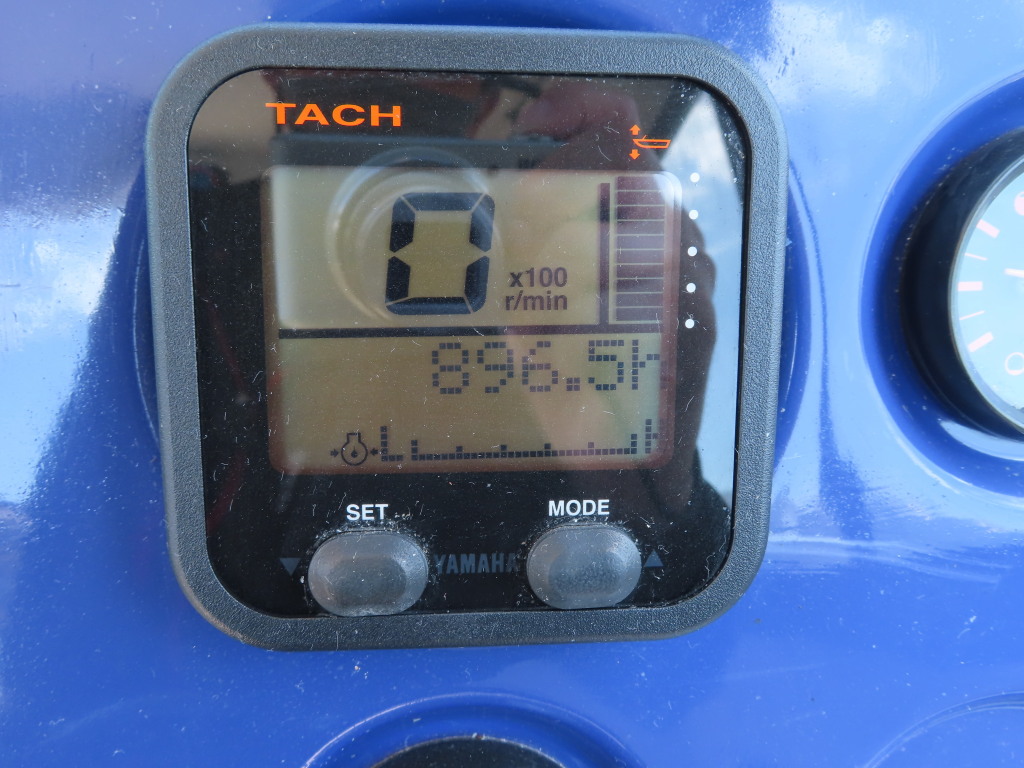 TACH
0
x100
r/min
896.5h
L H
SET MODE
YAMAHA